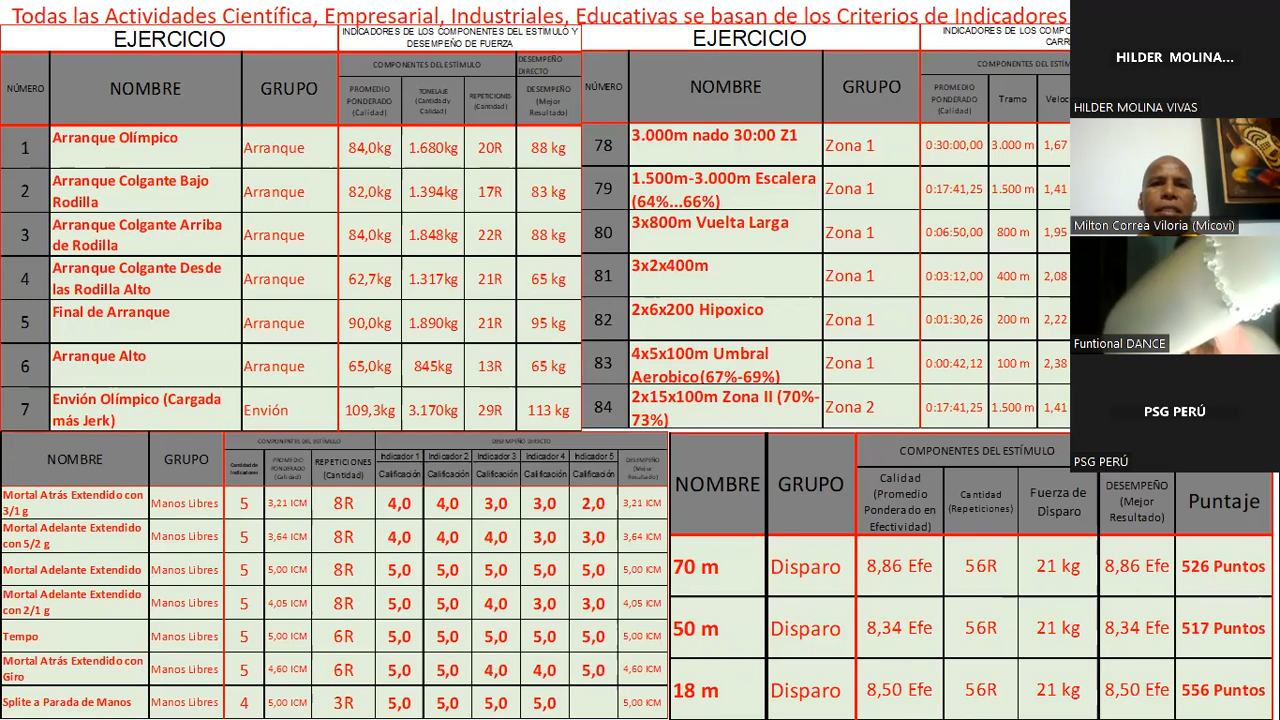 Todas las Actividades Científica, Empresarial, Industriales, Educativas se basan de los Criterios de Indicadores
EJERCICIO
INDICADORES DE LOS COMPONENTES DEL ESTÍMULO Y
DESEMPEÑO DE FUERZA
NÚMERO
NOMBRE
GRUPO
COMPONENTES DEL ESTÍMULO
DESEMPEÑO
DIRECTO
PROMEDIO
PONDERADO
(Calidad)
TONELAJE
(Cantidad y
Calidad)
REPETICIONES
(Cantidad)
DESEMPEÑO
(Mejor
Resultado)
1
Arranque Olímpico
Arranque
84,0kg
1.680kg
20R
88 kg
2
Arranque Colgante Bajo
Rodilla
Arranque
82,0kg
1.394kg
17R
83 kg
3
Arranque Colgante Arriba
de Rodilla
Arranque
84,0kg
1.848kg
22R
88 kg
4
Arranque Colgante Desde
las Rodilla Alto
Arranque
62,7kg
1.317kg
21R
65 kg
5
Final de Arranque
Arranque
90,0kg
1.890kg
21R
95 kg
6
Arranque Alto
Arranque
65,0kg
845kg
13R
65 kg
7
Envión Olímpico (Cargada
más Jerk)
Envión
109,3kg
3.170kg
29R
113 kg
EJERCICIO
INDICADORES DE LOS COMPO
CARR
NÚMERO
NOMBRE
GRUPO
COMPONENTES DEL ESTÍMU
PROMEDIO
PONDERADO
(Calidad)
Tramo
Veloc
78
3.000m nado 30:00 Z1
Zona 1
0:30:00,00
3.000 m
1,67
79
1.500m-3.000m Escalera
(64%...66%)
Zona 1
0:17:41,25
1.500 m
1,41
80
3x800m Vuelta Larga
Zona 1
0:06:50,00
800 m
1,95
81
3x2x400m
Zona 1
0:03:12,00
400 m
2,08
82
2x6x200 Hipoxico
Zona 1
0:01:30,26
200 m
2,22
83
4x5x100m Umbral
Aerobico(67%-69%)
Zona 1
0:00:42,12
100 m
2,38
84
2x15x100m Zona II (70%-
73%)
Zona 2
0:17:41,25
1.500 m
1,41
HILDER MOLINA...
HILDER MOLINA VIVAS
Milton Correa Viloria (Micovi)
Funtional DANCE
PSG PERÚ
PSG PERÚ
NOMBRE
GRUPO
COMPONENTES DEL ESTÍMULO
DESEMPEÑO DIRECTO
Cantidad de
Indicadores
PROMEDIO
PONDERADO
(Calidad)
REPETICIONES
(Cantidad)
Indicador 1
Indicador 2
Indicador 3
Indicador 4
Indicador 5
Calificación
Calificación
Calificación
Calificación
Calificación
DESEMPEÑO
(Mejor
Resultado)
Mortal Atrás Extendido con
3/1 g
Manos Libres
5
3,21 ICM
8R
4,0
4,0
3,0
3,0
2,0
3,21 ICM
Mortal Adelante Extendido
con 5/2 g
Manos Libres
5
3,64 ICM
8R
4,0
4,0
4,0
3,0
3,0
3,64 ICM
Mortal Adelante Extendido
Manos Libres
5
5,00 ICM
8R
5,0
5,0
5,0
5,0
5,0
5,00 ICM
Mortal Adelante Extendido
con 2/1 g
Manos Libres
5
4,05 ICM
8R
5,0
5,0
4,0
3,0
3,0
4,05 ICM
Tempo
Manos Libres
5
5,00 ICM
6R
5,0
5,0
5,0
5,0
5,0
5,00 ICM
Mortal Atrás Extendido con
Giro
Manos Libres
5
4,60 ICM
6R
5,0
5,0
4,0
4,0
5,0
4,60 ICM
Splite a Parada de Manos
Manos Libres
4
5,00 ICM
3R
5,0
5,0
5,0
5,0
5,00 ICM
NOMBRE
GRUPO
COMPONENTES DEL ESTÍMULO
Calidad
(Promedio
Ponderado en
Efectividad)
Cantidad
(Repeticiones)
Fuerza de
Disparo
DESEMPEÑO
(Mejor
Resultado)
Puntaje
70 m
Disparo
8,86 Efe
56R
21 kg
8,86 Efe
526 Puntos
50 m
Disparo
8,34 Efe
56R
21 kg
8,34 Efe
517 Puntos
18 m
Disparo
8,50 Efe
56R
21 kg
8,50 Efe
556 Puntos